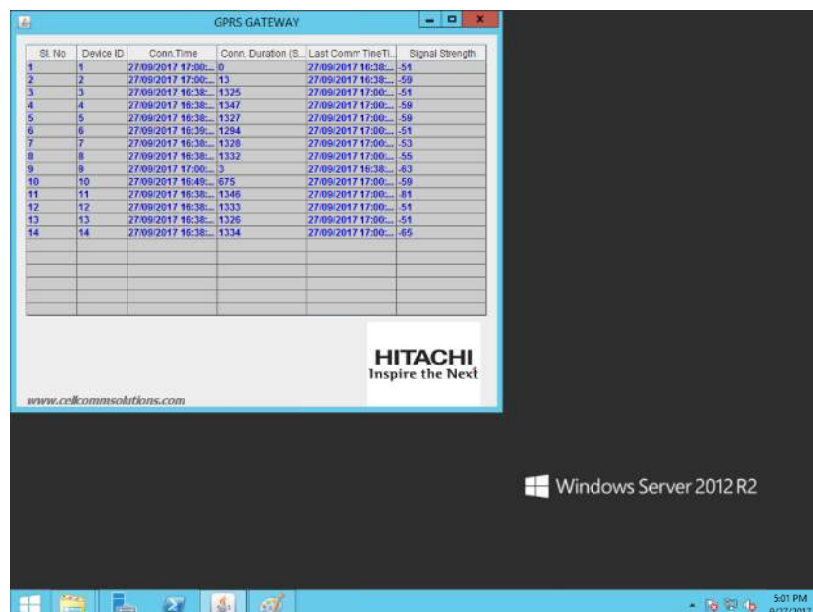 GPRS GATEWAY
Sl. No Device ID Conn.Time Conn. Duration (S... Last Comm TineTi... Signal Strength
1 1 27/09/2017 17:00:... 0 27/09/2017 16:38:... -51
2 2 27/09/2017 17:00:... 13 27/09/2017 16:38:... -59
3 3 27/09/2017 16:38:... 1325 27/09/2017 17:00:... -51
4 4 27/09/2017 16:38:... 1347 27/09/2017 17:00:... -59
5 5 27/09/2017 16:38:... 1327 27/09/2017 17:00:... -59
6 6 27/09/2017 16:39:... 1294 27/09/2017 17:00:... -51
7 7 27/09/2017 16:38:... 1328 27/09/2017 17:00:... -53
8 8 27/09/2017 16:38:... 1332 27/09/2017 17:00:... -55
9 9 27/09/2017 17:00:... 3 27/09/2017 16:38:... -63
10 10 27/09/2017 16:49:... 675 27/09/2017 17:00:... -59
11 11 27/09/2017 16:38:... 1346 27/09/2017 17:00:... -81
12 12 27/09/2017 16:38:... 1333 27/09/2017 17:00:... -51
13 13 27/09/2017 16:38:... 1326 27/09/2017 17:00:... -51
14 14 27/09/2017 16:38:... 1334 27/09/2017 17:00:... -65
HITACHI
Inspire the Next
www.cellcommsolutions.com
Windows Server 2012 R2
5:01 PM
9/27/2017